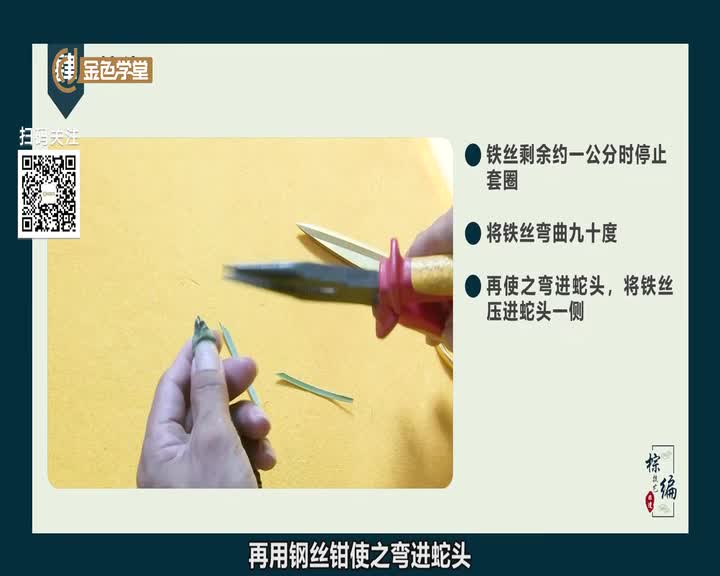 金色学堂
扫码关注
铁丝剩余约一公分时停止
套圈
将铁丝弯曲九十度
再使之弯进蛇头，将铁丝
压进蛇头一侧
棕编
再用钢丝钳使之弯进蛇头